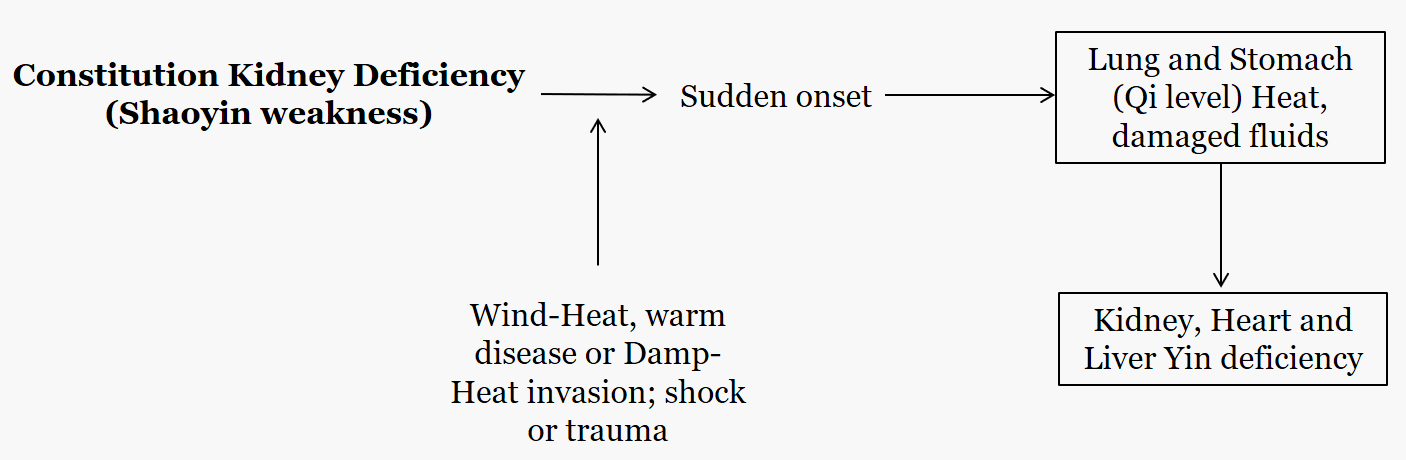 Constitution Kidney Deficiency
(Shaoyin weakness)
Sudden onset
Lung and Stomach
(Qi level) Heat,
damaged fluids
Wind-Heat, warm
disease or Damp-
Heat invasion; shock
or trauma
Kidney, Heart and
Liver Yin deficiency